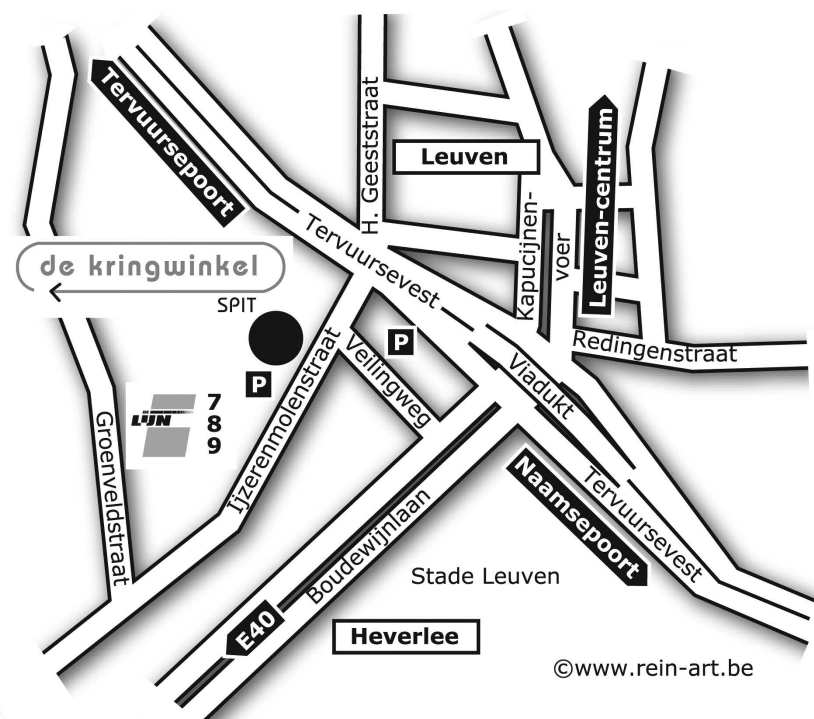 Tervuursepoort
H. Geeststraat
Leuven
Kapucijnen-
voer
Leuven-centrum
Tervuursevest
de kringwinkel
SPIT
P
P
Redingenstraat
Viadukt
Veilingweg
Ijzerenmolenstraat
DE
LIJN
7
8
9
Groenveldstraat
Boudewijnlaan
Naamsepoort
Tervuursevest
Stade Leuven
E40
Heverlee
©www.rein-art.be